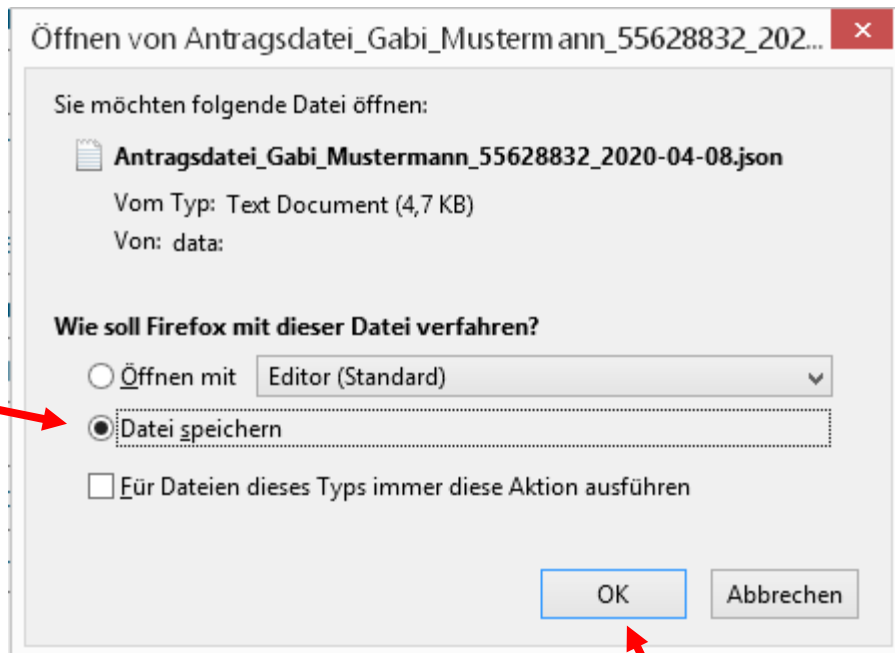 Öffnen von Antragsdatei_Gabi_Mustermann_55628832_202...
Sie möchten folgende Datei öffnen:
Antragsdatei_Gabi_Mustermann_55628832_2020-04-08.json
Vom Typ: Text Document (4,7 KB)
Von: data:
Wie soll Firefox mit dieser Datei verfahren?
Öffnen mit Editor (Standard)
Datei speichern
Für Dateien dieses Typs immer diese Aktion ausführen
OK Abbrechen